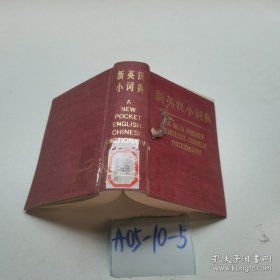 新英汉
小词典
A
NEW
POCKET
ENGLISH
CHINESE
DICTIONARY
新英汉小词典
A NEW POCKET
ENGLISH-CHINESE
DICTIONARY
A05-10-5
孔夫子旧书网